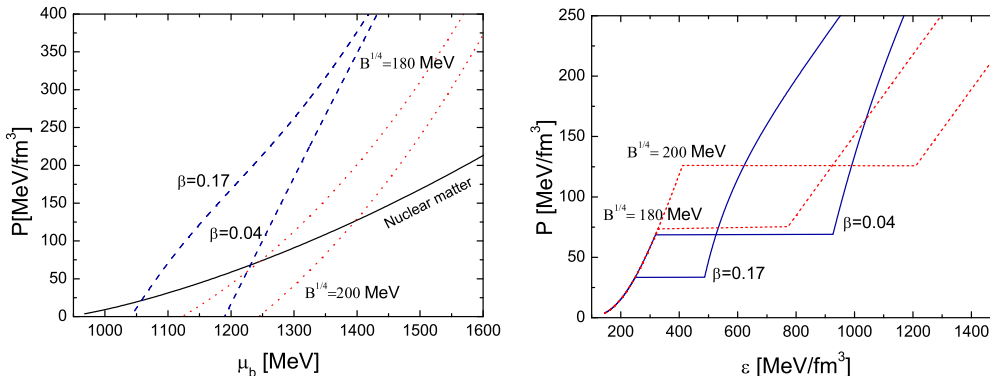 400
350
300
250
200
150
100
50
0
P[MeV/fm³]
B^1/4=180 MeV
β=0.17
β=0.04
Nuclear matter
B^1/4=200 MeV
1000 1100 1200 1300 1400 1500 1600
μ_b [MeV]
250
200
150
100
50
0
P [MeV/fm³]
B^1/4= 200 MeV
B^1/4= 180 MeV
β=0.04
β=0.17
200 400 600 800 1000 1200 1400
ε [MeV/fm³]